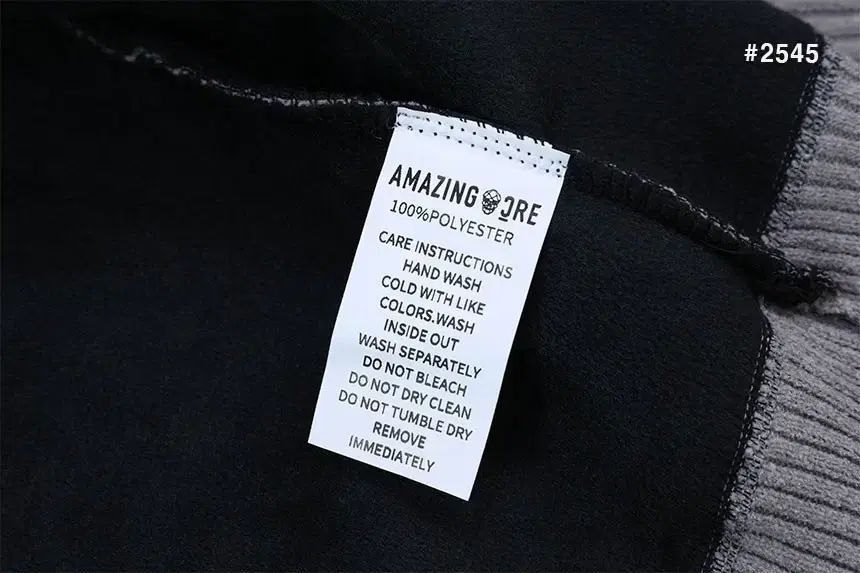 #2545
AMAZING CORE
100%POLYESTER
CARE INSTRUCTIONS
HAND WASH
COLD WITH LIKE
COLORS.WASH
INSIDE OUT
WASH SEPARATELY
DO NOT BLEACH
DO NOT DRY CLEAN
DO NOT TUMBLE DRY
REMOVE
IMMEDIATELY